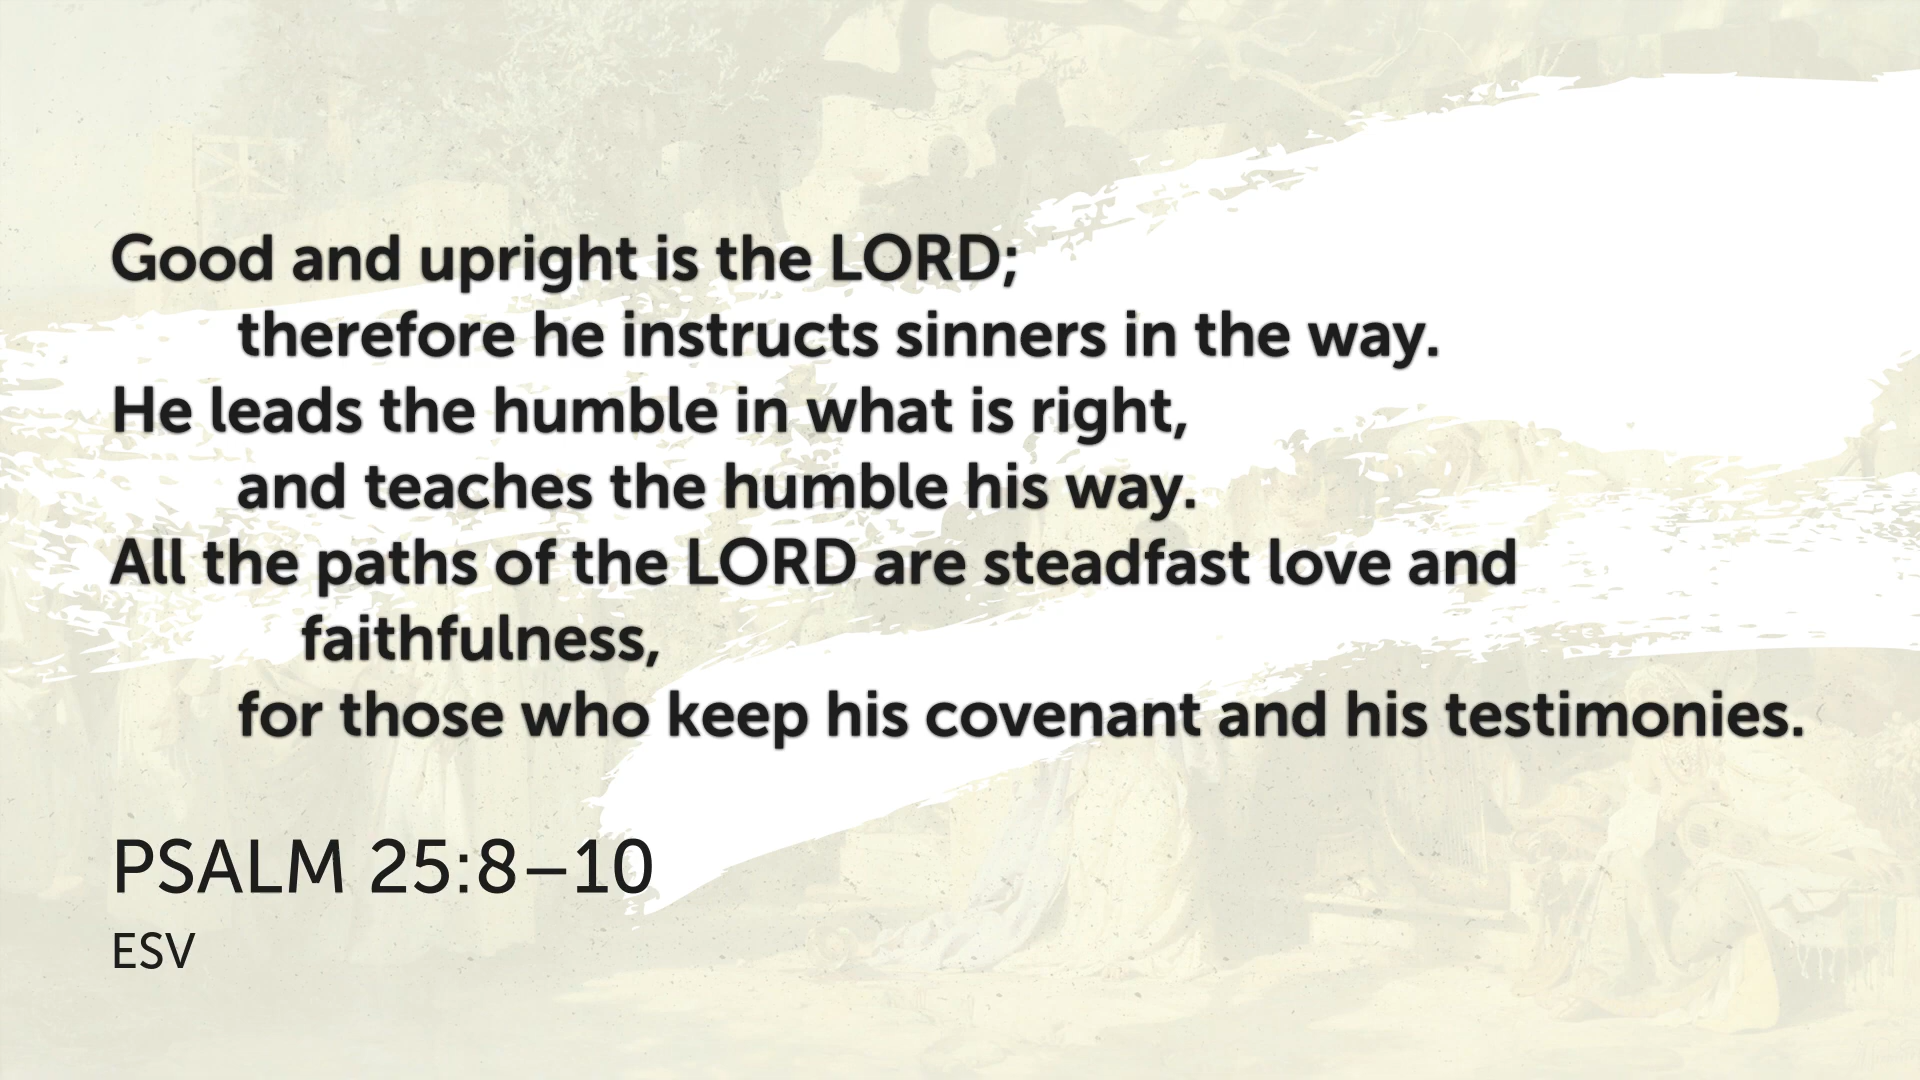 Good and upright is the LORD;
therefore he instructs sinners in the way.
He leads the humble in what is right,
and teaches the humble his way.
All the paths of the LORD are steadfast love and
faithfulness,
for those who keep his covenant and his testimonies.
PSALM 25:8–10
ESV